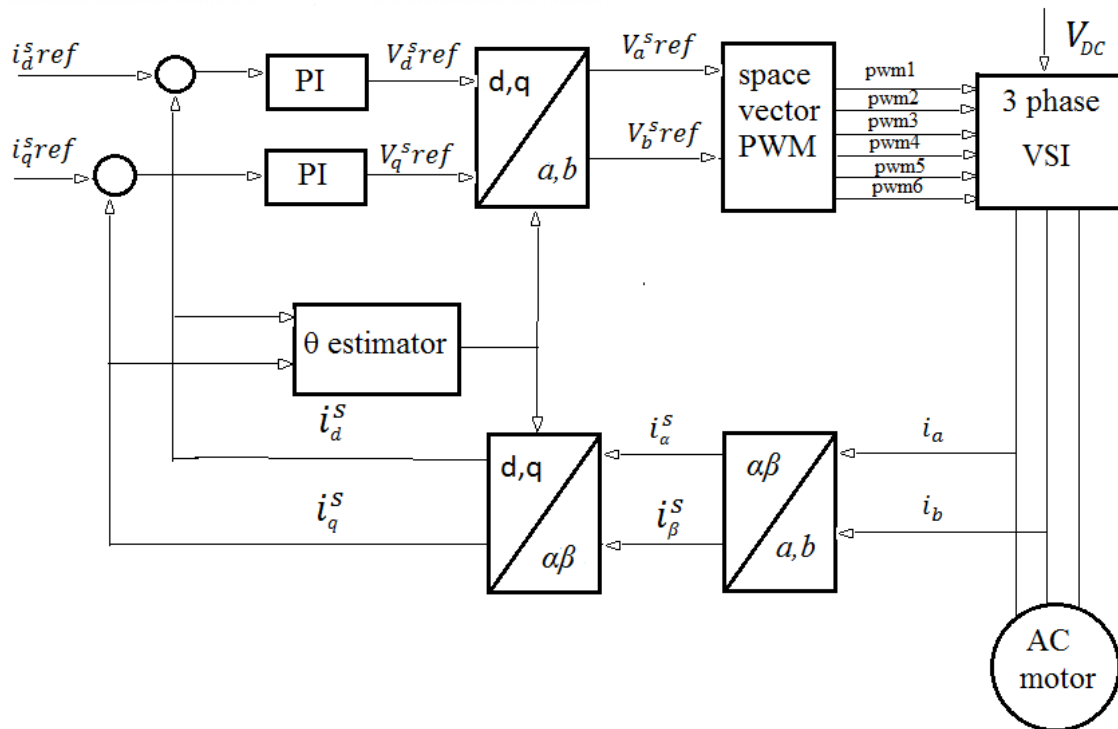 i_d^s ref
PI
V_d^s ref
d,q
a,b
V_a^s ref
space
vector
PWM
pwm1
pwm2
pwm3
pwm4
pwm5
pwm6
V_DC
3 phase
VSI
i_q^s ref
PI
V_q^s ref
V_b^s ref
θ estimator
i_d^s
i_q^s
d,q
αβ
i_α^s
i_β^s
αβ
a,b
i_a
i_b
AC
motor